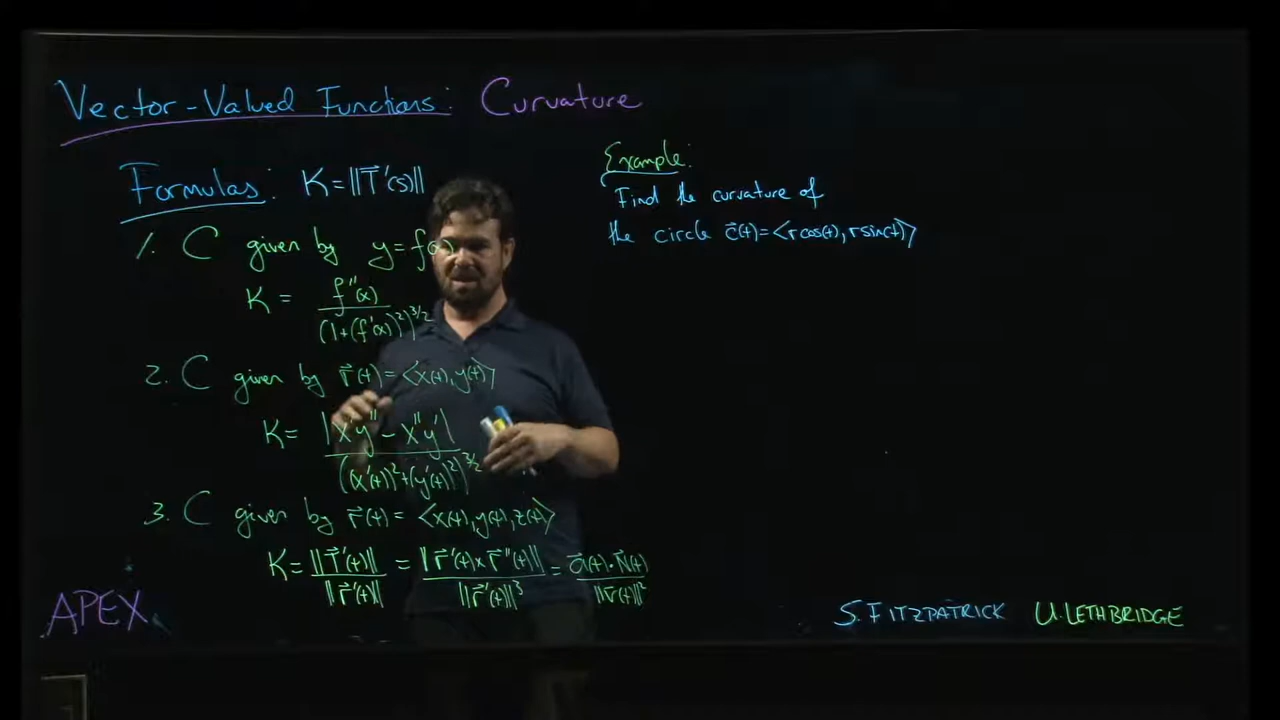 Vector-Valued Functions: Curvature
Formulas: K = ||T⃗'(s)||
1. C given by y = f(x)
K = f''(x) / (1+(f'(x))²)^3/2
2. C given by r⃗(t) = <x(t), y(t)>
K = |x'y'' - x''y'| / ((x'(t))²+(y'(t))²)^3/2
3. C given by r⃗(t) = <x(t), y(t), z(t)>
K = ||T⃗'(t)|| / ||r⃗'(t)|| = ||r⃗'(t) x r⃗''(t)|| / ||r⃗'(t)||³ = a⃗(t) · N⃗(t) / ||v⃗(t)||²
Example:
Find the curvature of
the circle c⃗(t) = <r cos(t), r sin(t)>
APEX
S. FITZPATRICK U. LETHBRIDGE